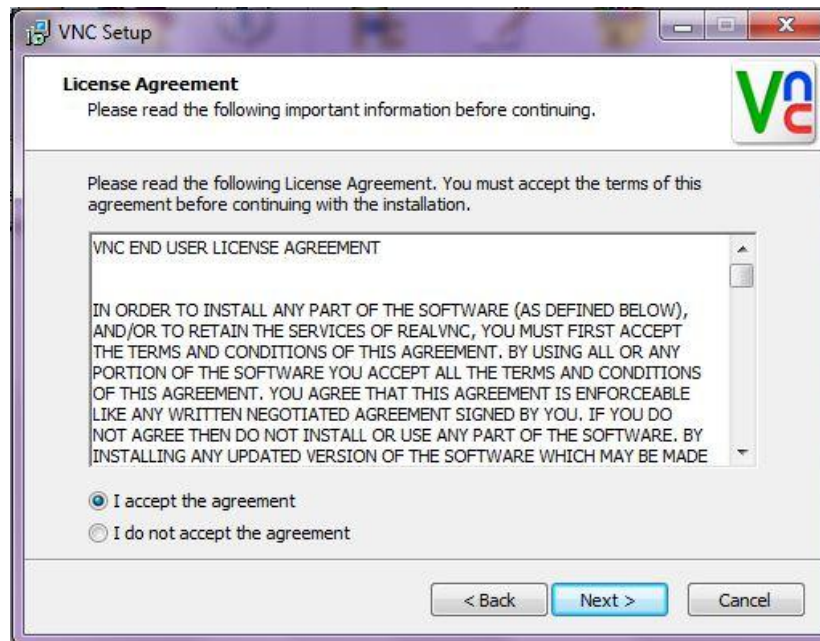 VNC Setup
License Agreement
Please read the following important information before continuing.
VNC
Please read the following License Agreement. You must accept the terms of this
agreement before continuing with the installation.
VNC END USER LICENSE AGREEMENT
IN ORDER TO INSTALL ANY PART OF THE SOFTWARE (AS DEFINED BELOW),
AND/OR TO RETAIN THE SERVICES OF REALVNC, YOU MUST FIRST ACCEPT
THE TERMS AND CONDITIONS OF THIS AGREEMENT. BY USING ALL OR ANY
PORTION OF THE SOFTWARE YOU ACCEPT ALL THE TERMS AND CONDITIONS
OF THIS AGREEMENT. YOU AGREE THAT THIS AGREEMENT IS ENFORCEABLE
LIKE ANY WRITTEN NEGOTIATED AGREEMENT SIGNED BY YOU. IF YOU DO
NOT AGREE THEN DO NOT INSTALL OR USE ANY PART OF THE SOFTWARE. BY
INSTALLING ANY UPDATED VERSION OF THE SOFTWARE WHICH MAY BE MADE
I accept the agreement
I do not accept the agreement
< Back Next > Cancel